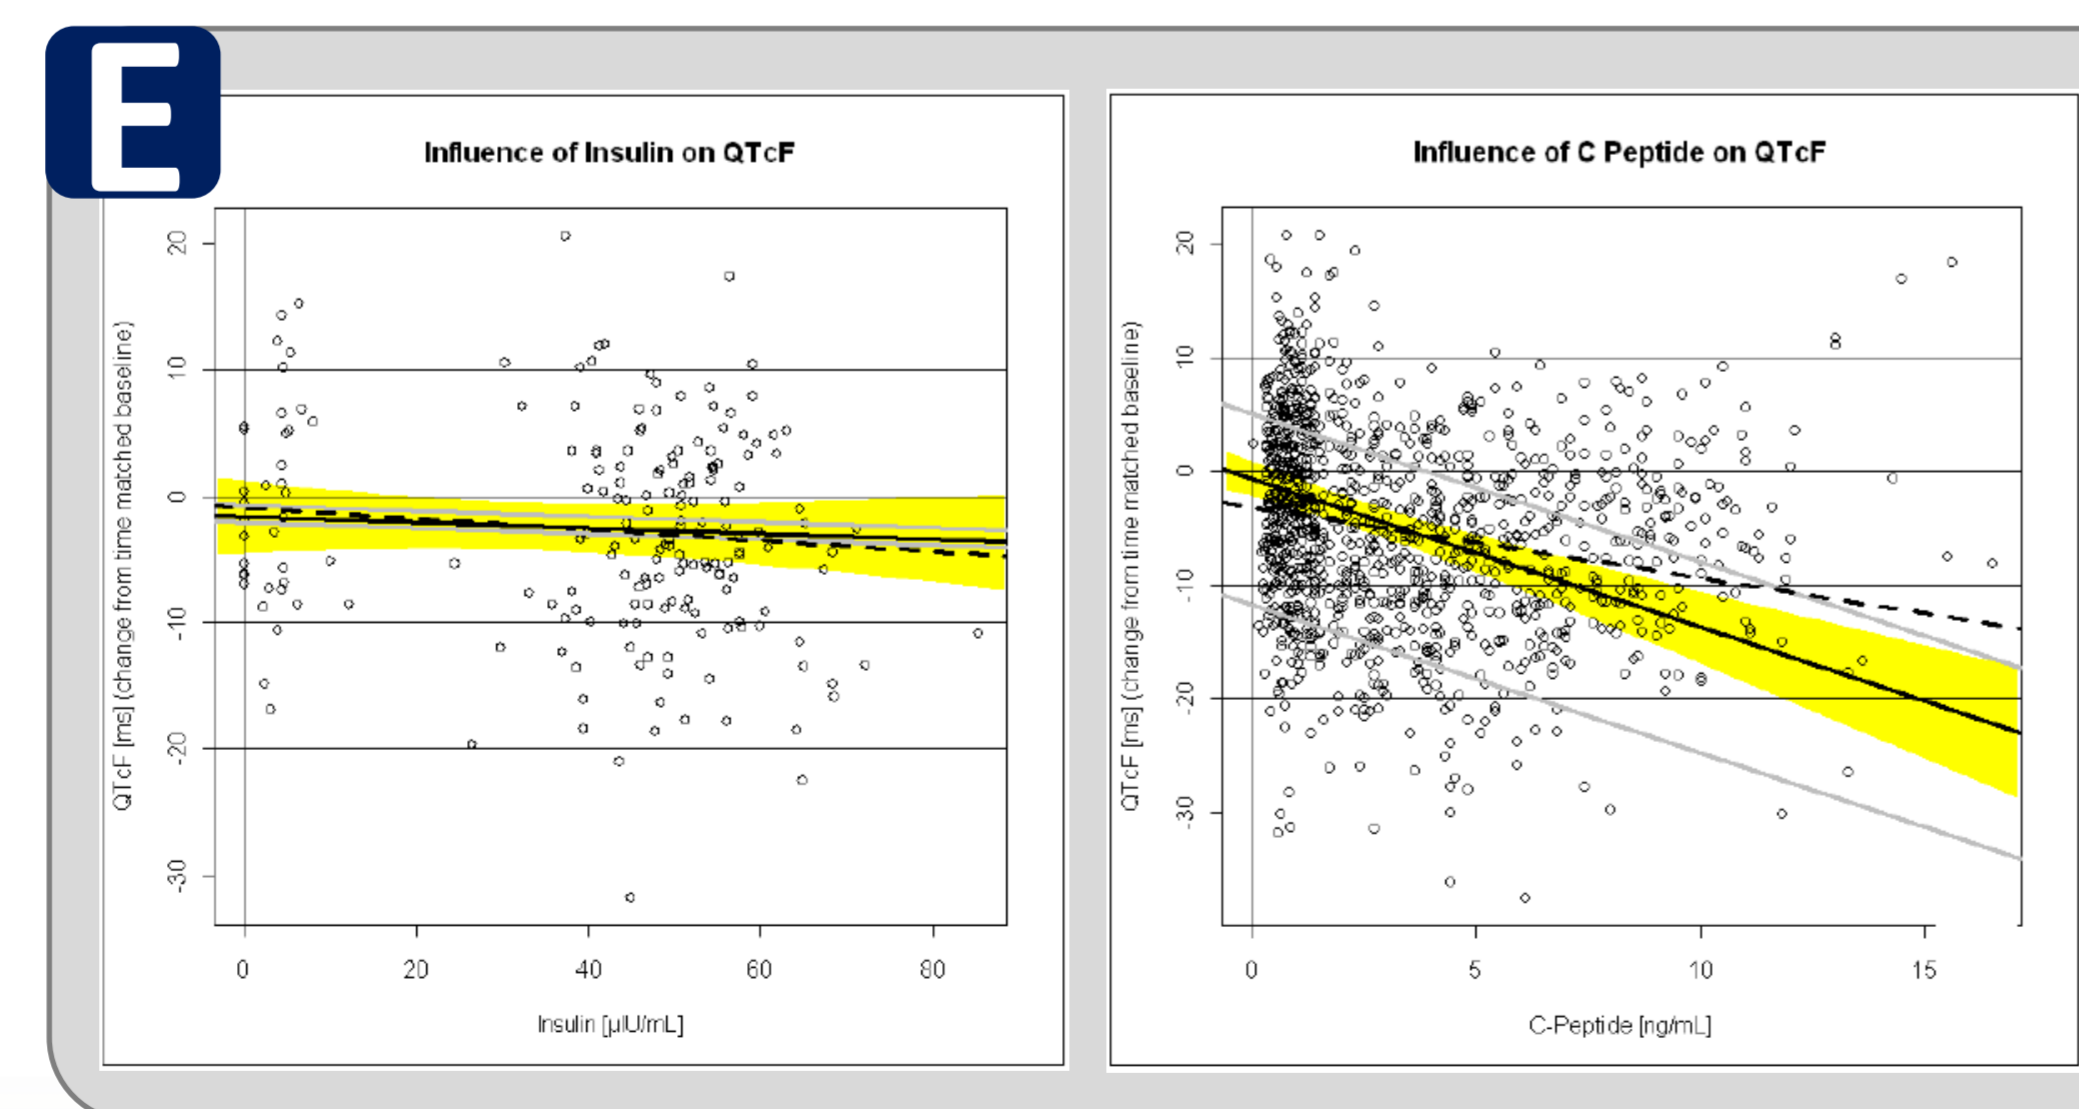 E
Influence of Insulin on QTcF
QTcF [ms] (change from time matched baseline)
20
10
0
-10
-20
-30
0 20 40 60 80
Insulin [µIU/mL]
Influence of C Peptide on QTcF
QTcF [ms] (change from time matched baseline)
20
10
0
-10
-20
-30
0 5 10 15
C-Peptide [ng/mL]